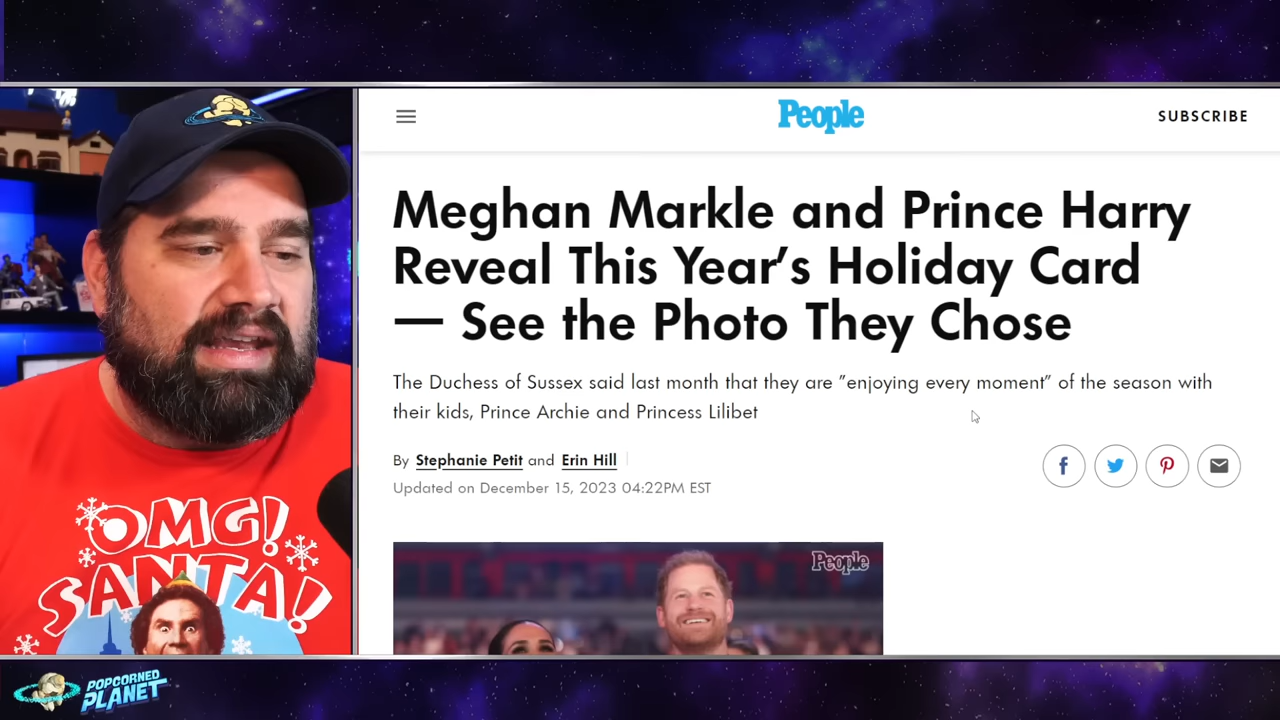 People
SUBSCRIBE
Meghan Markle and Prince Harry
Reveal This Year’s Holiday Card
— See the Photo They Chose
The Duchess of Sussex said last month that they are ”enjoying every moment” of the season with
their kids, Prince Archie and Princess Lilibet
By Stephanie Petit and Erin Hill
Updated on December 15, 2023 04:22PM EST
People
OMG!
SANTA!
POPCORNED
PLANET